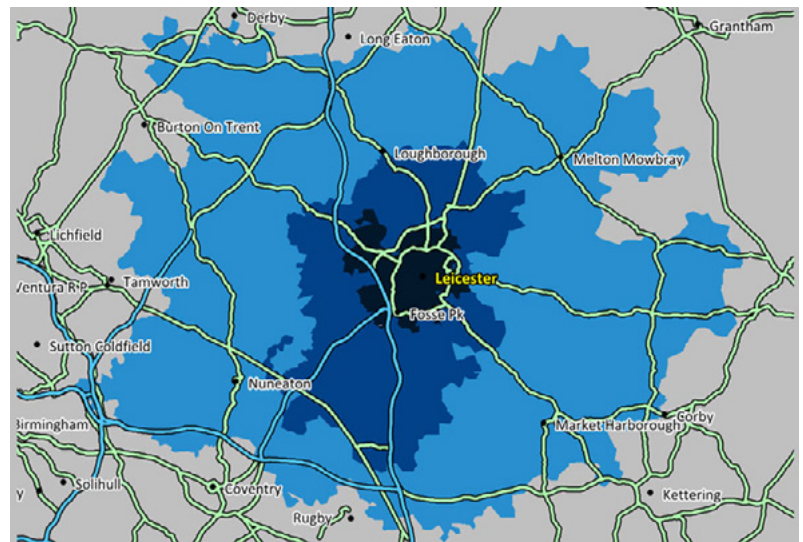 Derby
Grantham
Long Eaton
Burton On Trent
Loughborough
Melton Mowbray
Lichfield
Tamworth
Leicester
Ventura R P
Fosse Pk
Sutton Coldfield
Nuneaton
Birmingham
Market Harborough
Corby
Solihull
Coventry
Kettering
Rugby